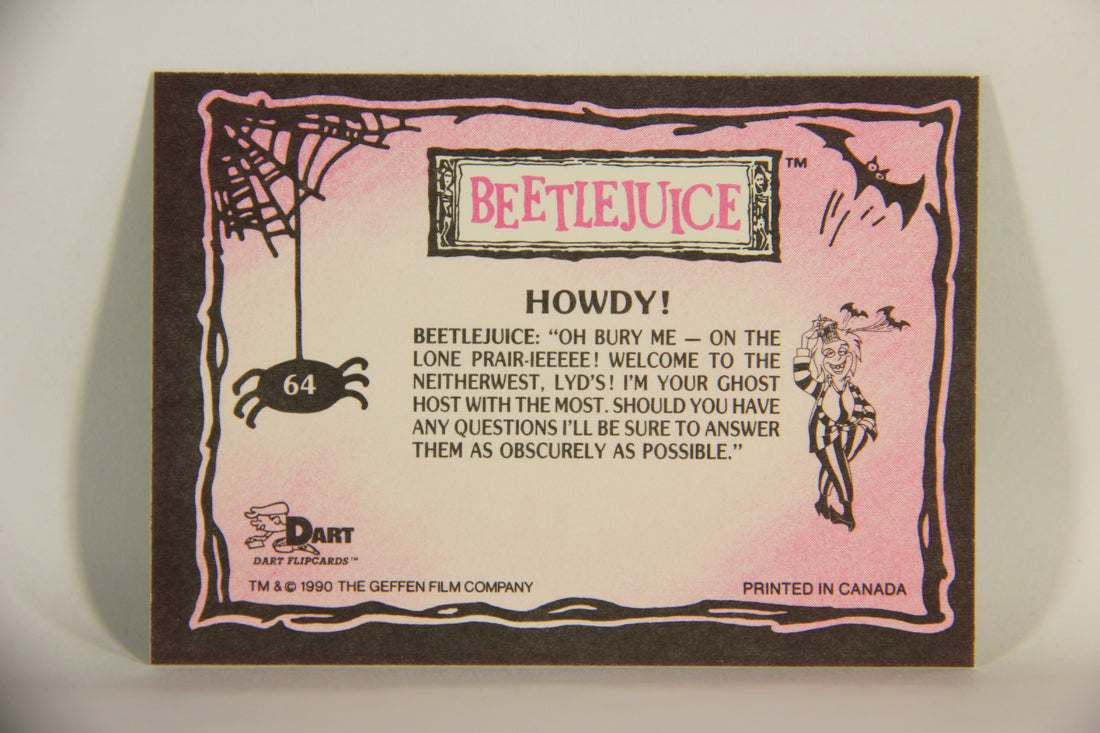 BEETLEJUICE ™
HOWDY!
BEETLEJUICE: “OH BURY ME — ON THE
LONE PRAIR-IEEEEE! WELCOME TO THE
NEITHERWEST, LYD'S! I'M YOUR GHOST
HOST WITH THE MOST. SHOULD YOU HAVE
ANY QUESTIONS I'LL BE SURE TO ANSWER
THEM AS OBSCURELY AS POSSIBLE.”
64
DART
DART FLIPCARDS™
TM & © 1990 THE GEFFEN FILM COMPANY
PRINTED IN CANADA